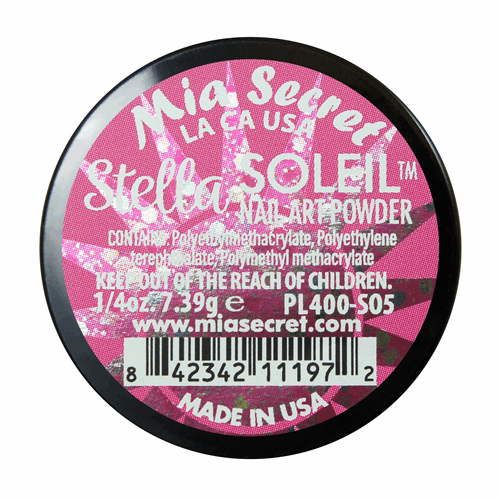 Mia Secret
LA CA USA
Stella SOLEIL™
NAIL ART POWDER
CONTAINS: Polyethylmethacrylate, Polyethylene
terephthalate, Polymethyl methacrylate
KEEP OUT OF THE REACH OF CHILDREN.
1/4oz. 7.39g e PL400-S05
www.miasecret.com
8 42342 11197 2
MADE IN USA